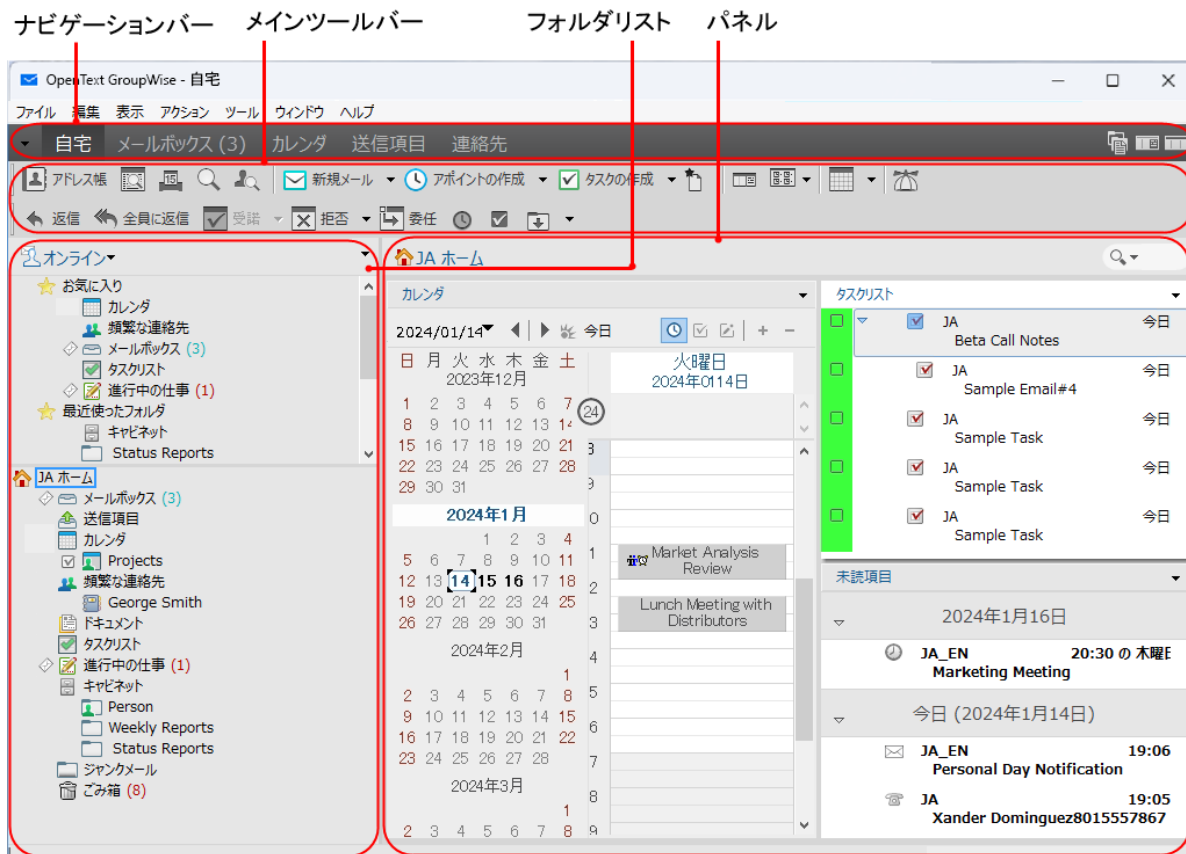 ナビゲーションバー メインツールバー フォルダリスト パネル
OpenText GroupWise - 自宅
ファイル 編集 表示 アクション ツール ウィンドウ ヘルプ
自宅 メールボックス (3) カレンダ 送信項目 連絡先
アドレス帳 15 新規メール アポイントの作成 タスクの作成
返信 全員に返信 受諾 拒否 委任
オンライン
お気に入り
カレンダ
頻繁な連絡先
メールボックス (3)
タスクリスト
進行中の仕事 (1)
最近使ったフォルダ
キャビネット
Status Reports
JA ホーム
メールボックス (3)
送信項目
カレンダ
Projects
頻繁な連絡先
George Smith
ドキュメント
タスクリスト
進行中の仕事 (1)
キャビネット
Person
Weekly Reports
Status Reports
ジャンクメール
ごみ箱 (8)
JA ホーム
カレンダ
2024/01/14 今日
日 月 火 水 木 金 土
2023年12月
1 2 3 4 5 6 7
8 9 10 11 12 13 14
15 16 17 18 19 20 21
22 23 24 25 26 27 28
29 30 31
2024年1月
1 2 3 4
5 6 7 8 9 10 11
12 13 14 15 16 17 18
19 20 21 22 23 24 25
26 27 28 29 30 31
2024年2月
1
2 3 4 5 6 7 8
9 10 11 12 13 14 15
16 17 18 19 20 21 22
23 24 25 26 27 28
2024年3月
1
2 3 4 5 6 7 8
火曜日
2024年0114日
24
8
9
0
1
Market Analysis
Review
2
Lunch Meeting with
Distributors
3
4
5
6
7
8
9
タスクリスト
JA 今日
Beta Call Notes
JA 今日
Sample Email#4
JA 今日
Sample Task
JA 今日
Sample Task
JA 今日
Sample Task
未読項目
2024年1月16日
JA_EN 20:30 の 木曜日
Marketing Meeting
今日 (2024年1月14日)
JA_EN 19:06
Personal Day Notification
JA 19:05
Xander Dominguez8015557867